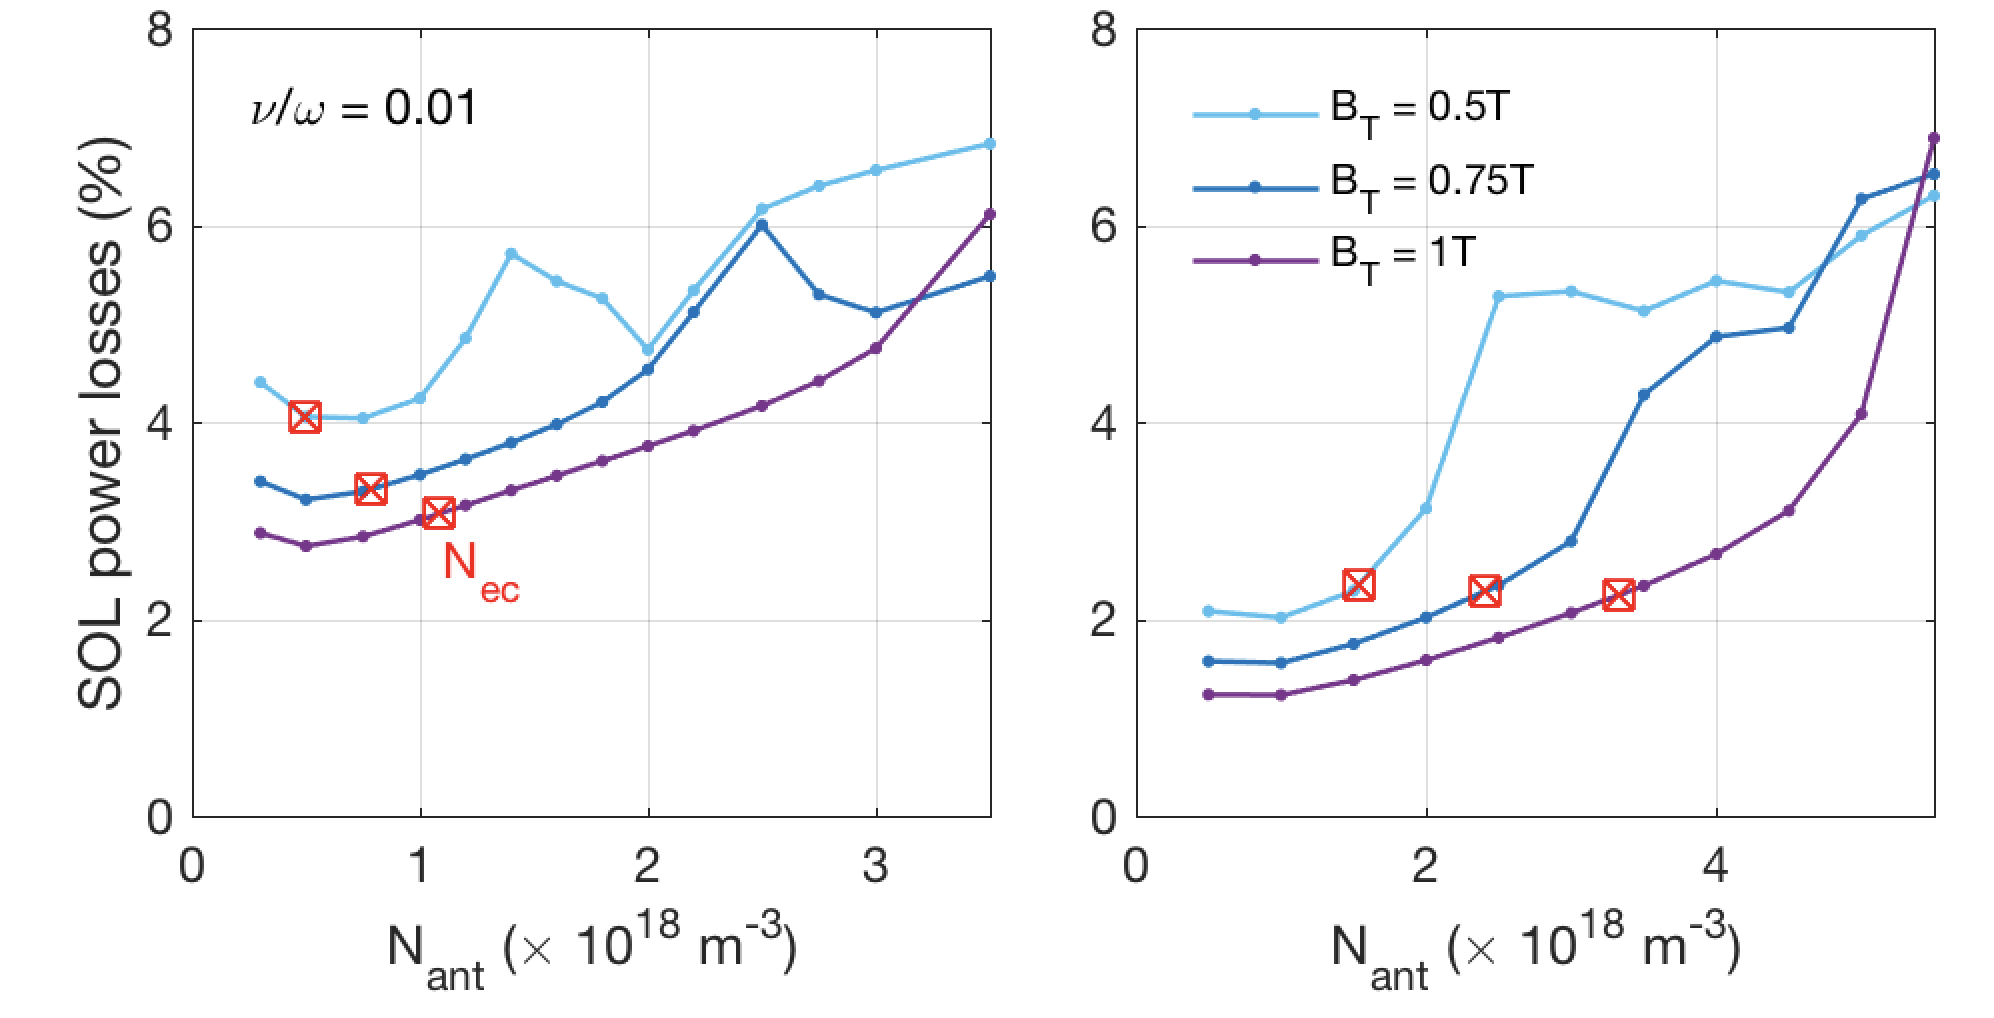 SOL power losses (%)
8
6
4
2
0
ν/ω = 0.01
N_ec
0 1 2 3
N_ant (× 10^18 m^-3)
8
6
4
2
0
B_T = 0.5T
B_T = 0.75T
B_T = 1T
0 2 4
N_ant (× 10^18 m^-3)